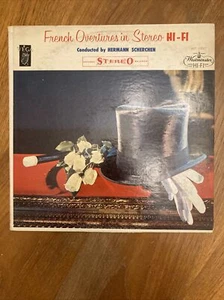 French Overtures in Stereo HI-FI
Conducted by HERMANN SCHERCHEN
STEREO
Westminster